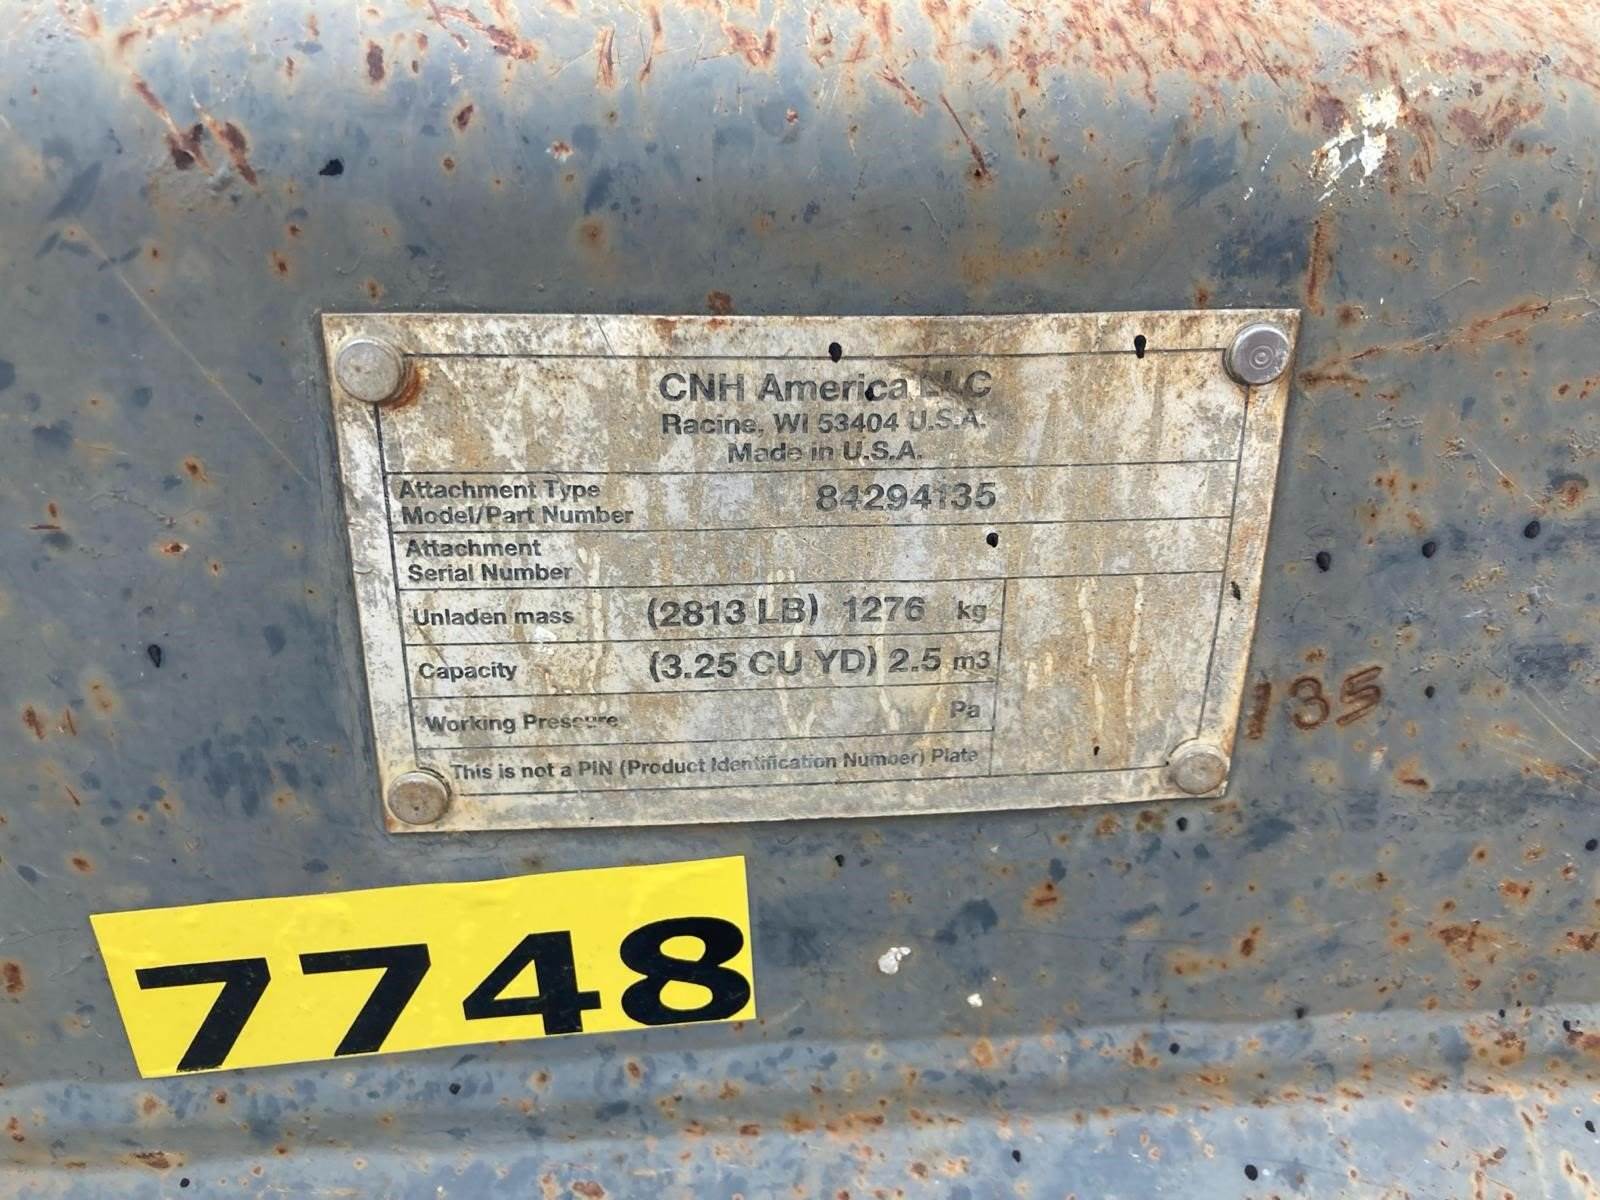 CNH America LLC
Racine, WI 53404 U.S.A.
Made in U.S.A.
Attachment Type
Model/Part Number 84294135
Attachment
Serial Number
Unladen mass (2813 LB) 1276 kg
Capacity (3.25 CU YD) 2.5 m3
Working Pressure Pa
This is not a PIN (Product Identification Number) Plate
135
7748